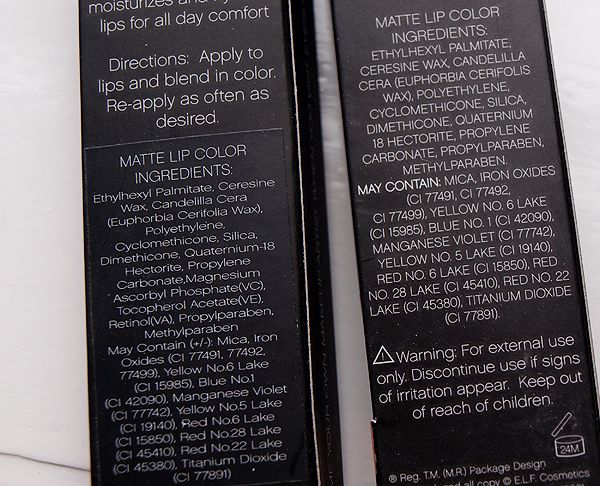 moisturizes and
lips for all day comfort
Directions: Apply to
lips and blend in color.
Re-apply as often as
desired.
MATTE LIP COLOR
INGREDIENTS:
Ethylhexyl Palmitate, Ceresine
Wax, Candelilla Cera
(Euphorbia Cerifolia Wax),
Polyethylene,
Cyclomethicone, Silica,
Dimethicone, Quaternium-18
Hectorite, Propylene
Carbonate,Magnesium
Ascorbyl Phosphate(VC),
Tocopherol Acetate(VE),
Retinol(VA), Propylparaben,
Methylparaben
May Contain (+/-): Mica, Iron
Oxides (CI 77491, 77492,
77499), Yellow No.6 Lake
(CI 15985), Blue No.1
(CI 42090), Manganese Violet
(CI 77742), Yellow No.5 Lake
(CI 19140), Red No.6 Lake
(CI 15850), Red No.28 Lake
(CI 45410), Red No.22 Lake
(CI 45380), Titanium Dioxide
(CI 77891)
YOUR OWN MAKEUP ARTIST WHEN YOU
MATTE LIP COLOR
INGREDIENTS:
ETHYLHEXYL PALMITATE,
CERESINE WAX, CANDELILLA
CERA (EUPHORBIA CERIFOLIS
WAX), POLYETHYLENE,
CYCLOMETHICONE, SILICA,
DIMETHICONE, QUATERNIUM
18 HECTORITE, PROPYLENE
CARBONATE, PROPYLPARABEN,
METHYLPARABEN.
MAY CONTAIN: MICA, IRON OXIDES
(CI 77491, CI 77492,
CI 77499), YELLOW NO. 6 LAKE
(CI 15985), BLUE NO. 1 (CI 42090),
MANGANESE VIOLET (CI 77742),
YELLOW NO. 5 LAKE (CI 19140),
RED NO. 6 LAKE (CI 15850), RED
NO. 28 LAKE (CI 45410), RED NO. 22
LAKE (CI 45380), TITANIUM DIOXIDE
(CI 77891).
Warning: For external use
only. Discontinue use if signs
of irritation appear. Keep out
of reach of children.
24M
® Reg. T.M. (M.R.) Package Design
and all copy © E.L.F. Cosmetics